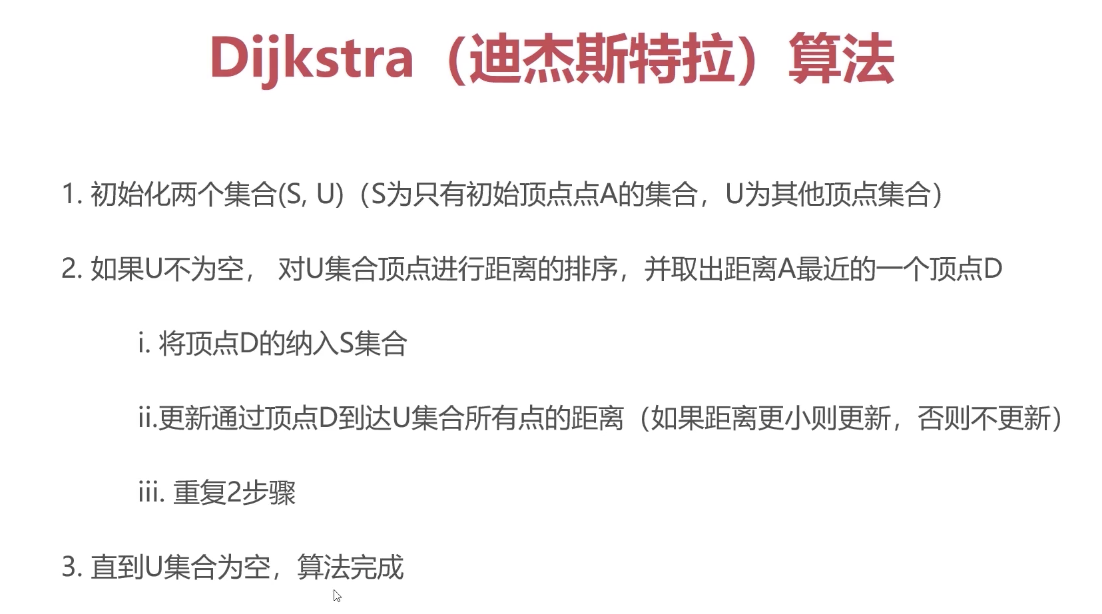 Dijkstra（迪杰斯特拉）算法
1. 初始化两个集合(S, U)（S为只有初始顶点点A的集合，U为其他顶点集合）
2. 如果U不为空， 对U集合顶点进行距离的排序，并取出距离A最近的一个顶点D
i. 将顶点D的纳入S集合
ii.更新通过顶点D到达U集合所有点的距离（如果距离更小则更新，否则不更新）
iii. 重复2步骤
3. 直到U集合为空，算法完成